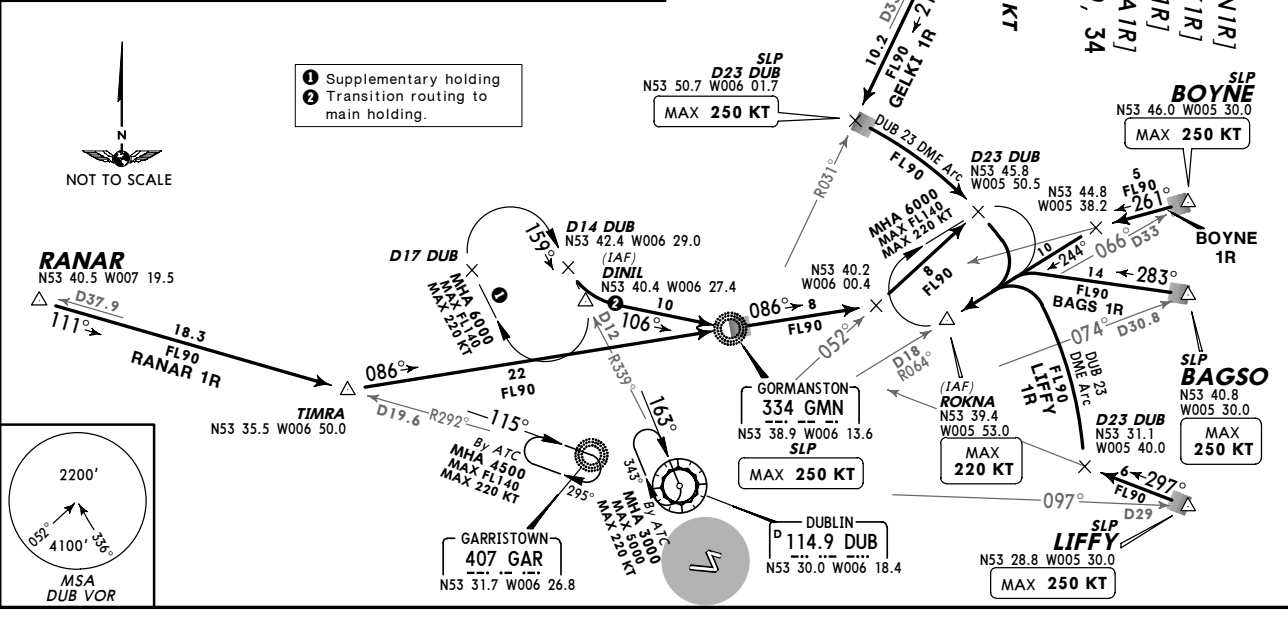 N
NOT TO SCALE
❶ Supplementary holding
❷ Transition routing to
main holding.
SLP
D23 DUB
N53 50.7 W006 01.7
MAX 250 KT
10.2
FL90
GELKI 1R
KT
, 34
A1R]
1R]
1R]
N1R]
SLP
BOYNE
N53 46.0 W005 30.0
MAX 250 KT
DUB 23 DME Arc
FL90
R031°
D23 DUB
N53 45.8
W005 50.5
N53 44.8
W005 38.2
5
FL90
261°
BOYNE
1R
066°
D33
10
244°
14
283°
FL90
BAGS 1R
074°
D30.8
MHA 6000
MAX FL140
MAX 220 KT
8
FL90
RANAR
N53 40.5 W007 19.5
D37.9
111°
18.3
FL90
RANAR 1R
TIMRA
N53 35.5 W006 50.0
086°
22
FL90
D19.6
R292°
115°
D17 DUB
159°
D14 DUB
N53 42.4 W006 29.0
(IAF)
DINIL
N53 40.4 W006 27.4
❶
MHA 6000
MAX FL140
MAX 220 KT
❷
10
106°
D12
R339°
163°
086°
8
FL90
N53 40.2
W006 00.4
052°
D18
R064°
GORMANSTON
334 GMN
N53 38.9 W006 13.6
SLP
MAX 250 KT
(IAF)
ROKNA
N53 39.4
W005 53.0
MAX
220 KT
FL90
LIFFY
1R
DUB 23
DME Arc
SLP
BAGSO
N53 40.8
W005 30.0
MAX
250 KT
D23 DUB
N53 31.1
W005 40.0
6
297°
FL90
097°
D29
SLP
LIFFY
N53 28.8 W005 30.0
MAX 250 KT
By ATC
MHA 4500
MAX FL140
MAX 220 KT
295°
343°
By ATC
MHA 3000
MAX 5000
MAX 220 KT
GARRISTOWN
407 GAR
N53 31.7 W006 26.8
DUBLIN
D 114.9 DUB
N53 30.0 W006 18.4
2200'
052°
4100'
336°
MSA
DUB VOR